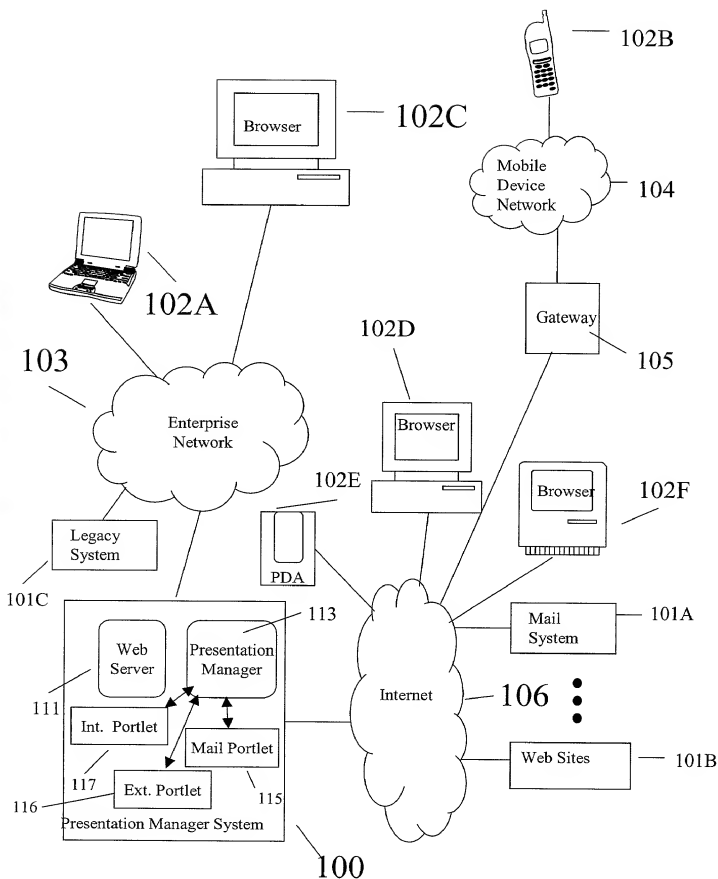 102B
102C
Browser
Mobile
Device
Network
104
102A
Gateway
105
102D
103
Enterprise
Network
Browser
102E
Browser
102F
Legacy
System
PDA
101C
113
Mail
System
101A
Web
Server
Presentation
Manager
Internet
106
111
Int. Portlet
Mail Portlet
Web Sites
101B
117
115
116
Ext. Portlet
Presentation Manager System
100